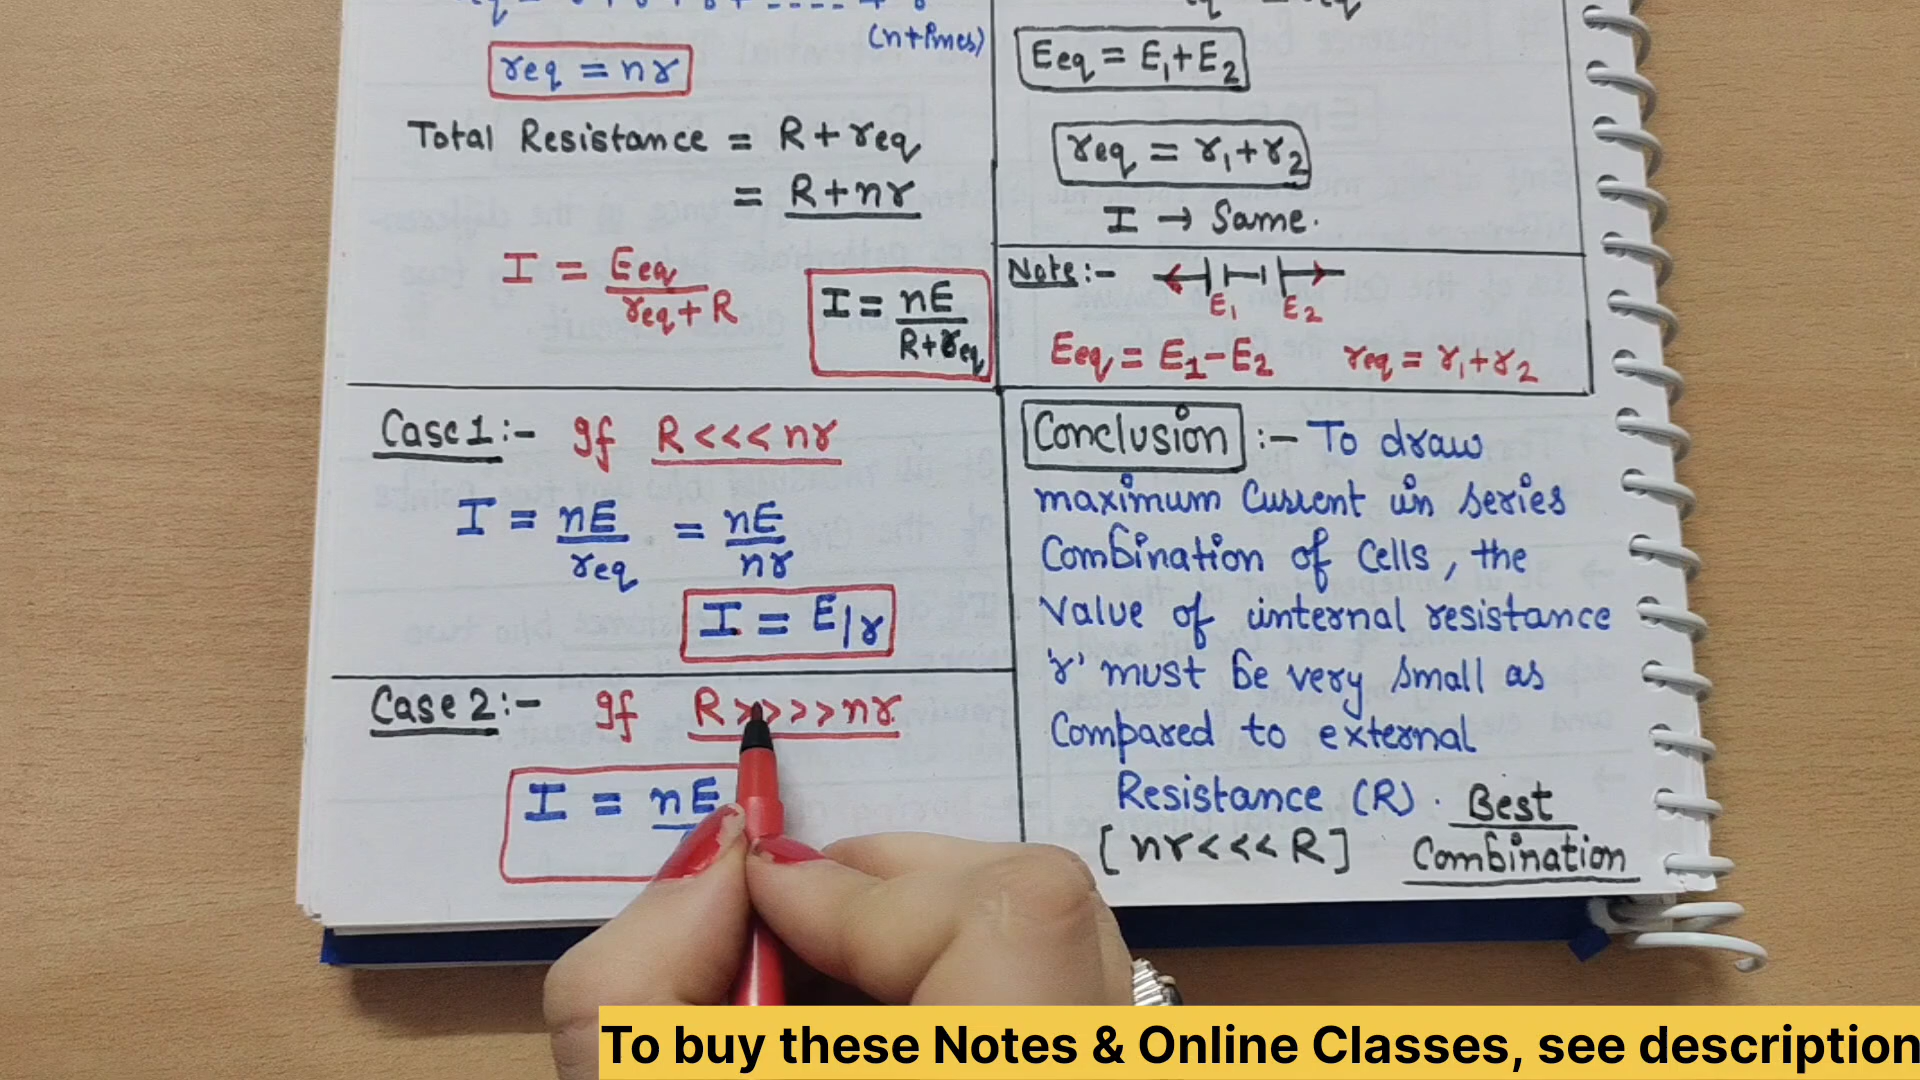 (n times)
req = nr
Total Resistance = R + req
= R + nr
I = Eeq / req + R
I = nE / R + req
Case 1 :- If R <<< nr
I = nE / req = nE / nr
I = E/r
Case 2 :- If R >>>> nr
I = nE
Eeq = E1 + E2
req = r1 + r2
I → Same.
Note :-
E1 E2
Eeq = E1 - E2 req = r1 + r2
Conclusion :- To draw
maximum Current in series
Combination of Cells, the
Value of internal resistance
'r' must be very small as
Compared to external
Resistance (R). Best
[nr <<< R] Combination
To buy these Notes & Online Classes, see description